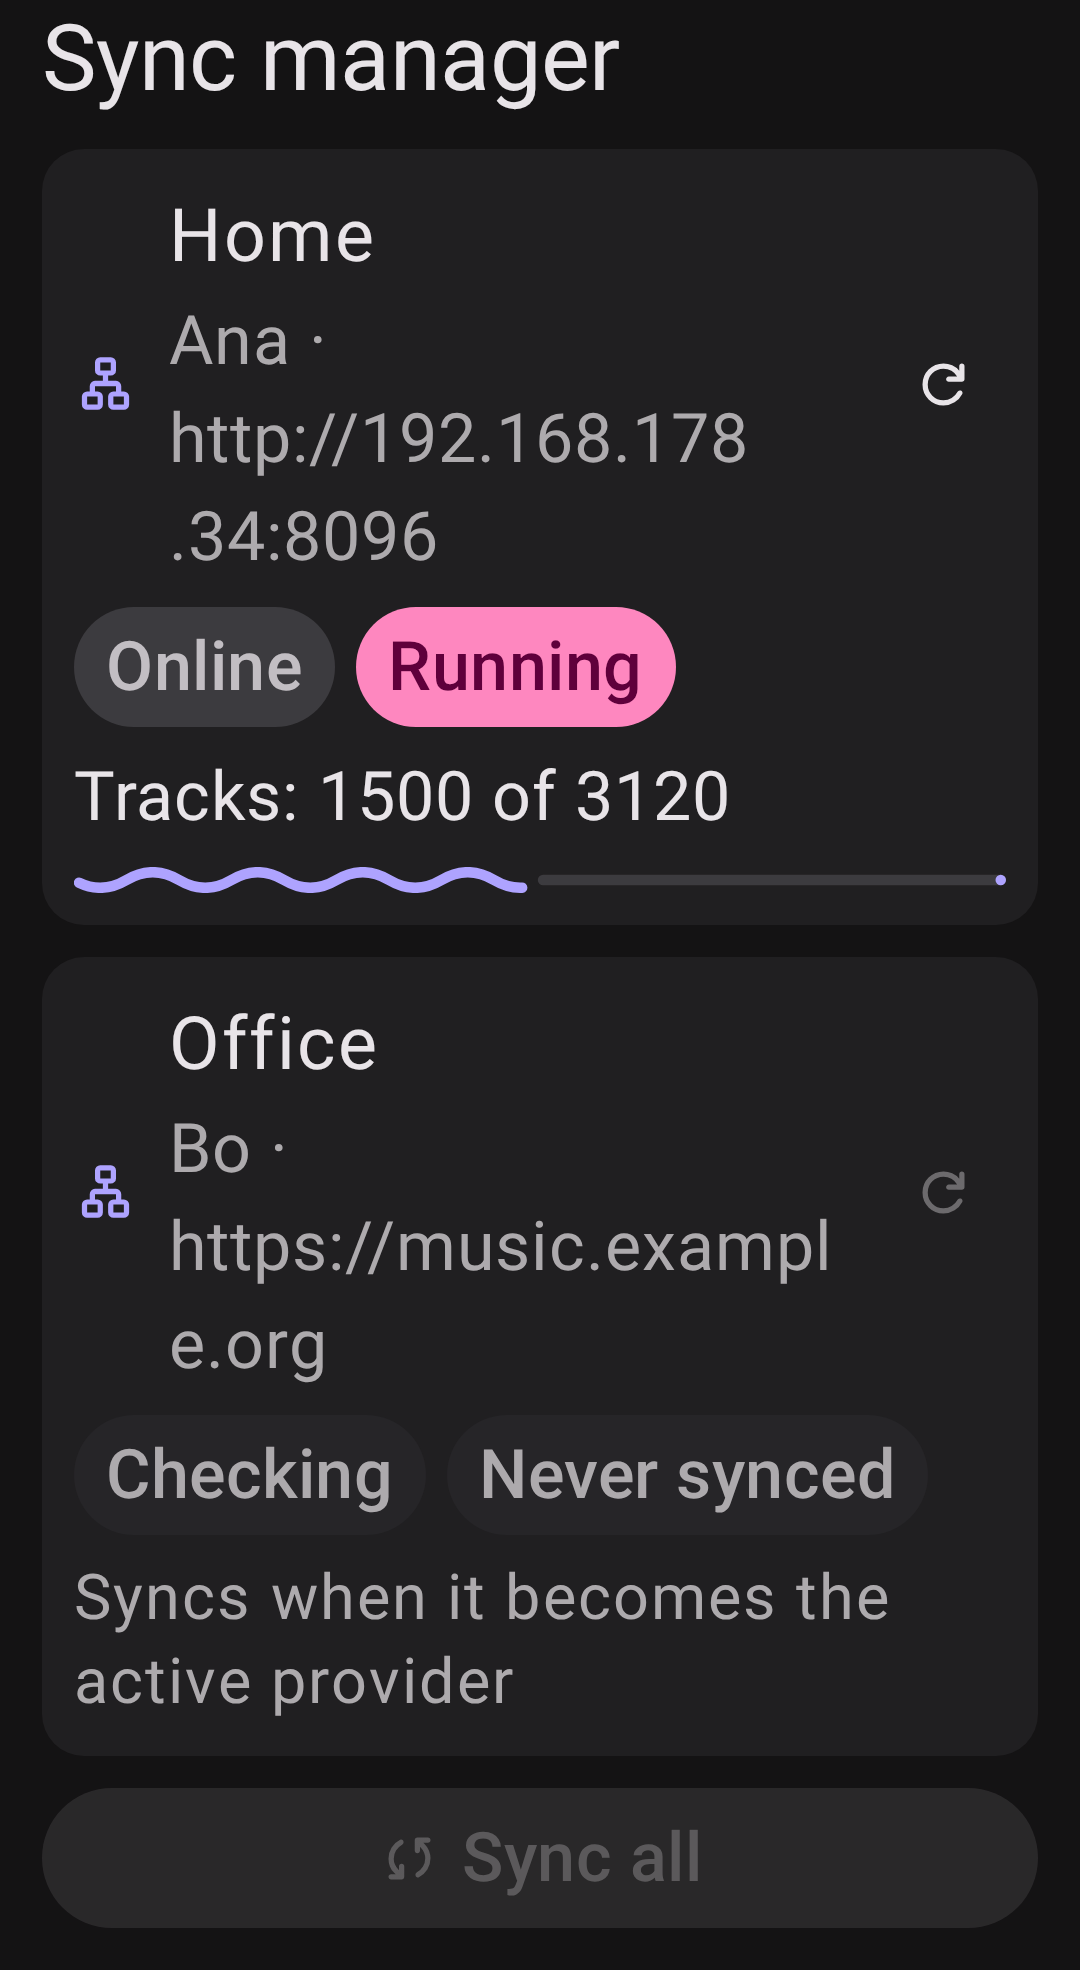 Sync manager
Home
Ana ·
http://192.168.178
.34:8096
Online Running
Tracks: 1500 of 3120
Office
Bo ·
https://music.exampl
e.org
Checking Never synced
Syncs when it becomes the
active provider
Sync all